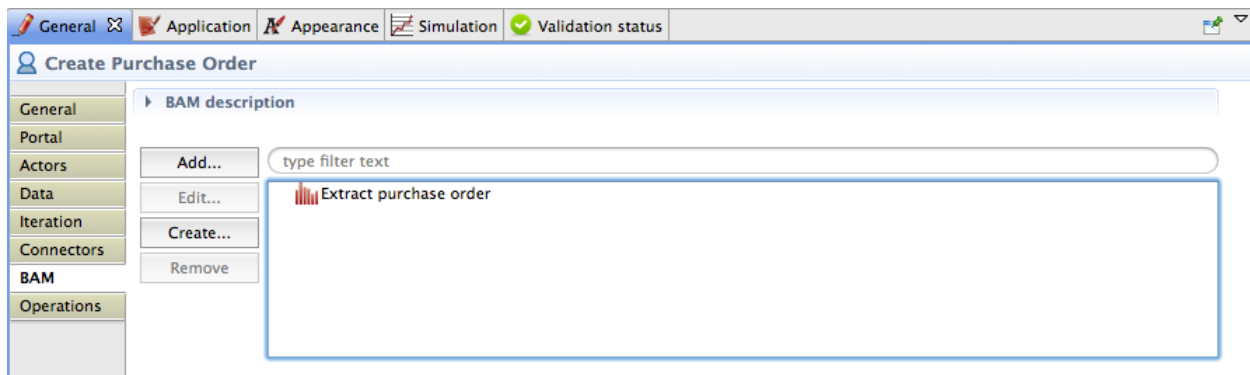 General Application Appearance Simulation Validation status
Create Purchase Order
General
Portal
Actors
Data
Iteration
Connectors
BAM
Operations
BAM description
Add...
type filter text
Edit...
Create...
Remove
Extract purchase order